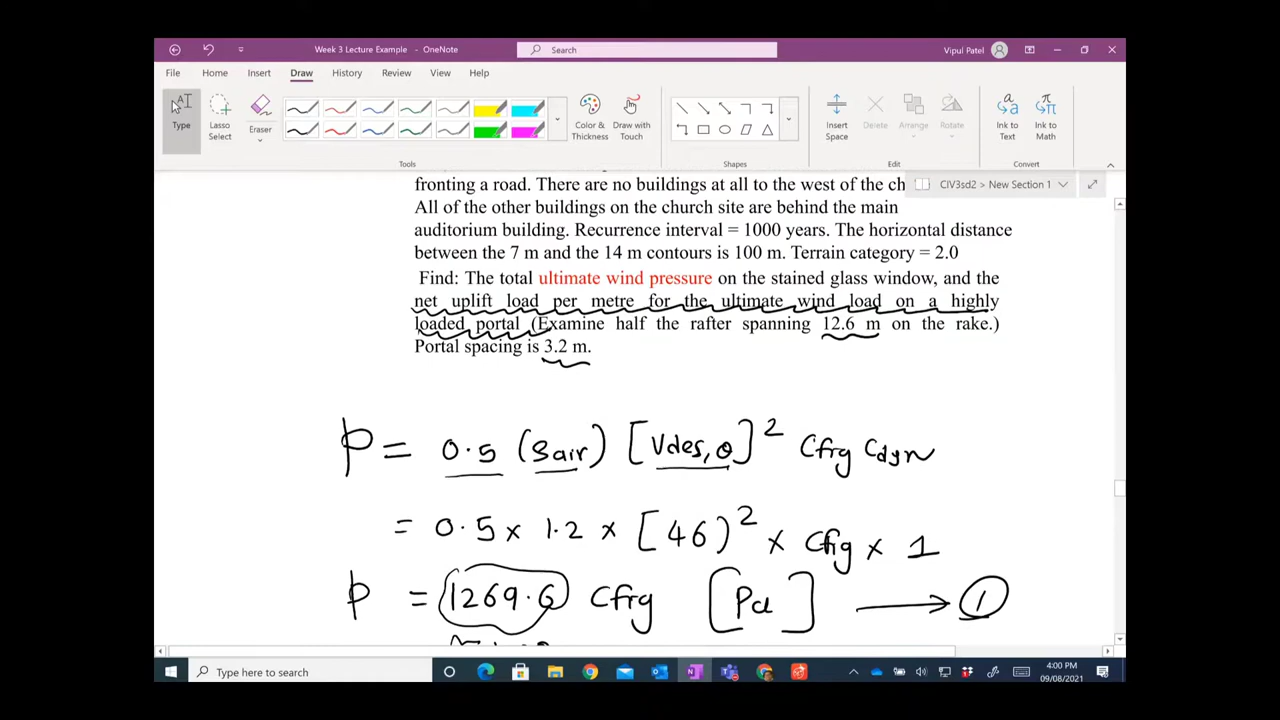 Week 3 Lecture Example - OneNote
Search
Vipul Patel
File Home Insert Draw History Review View Help
Type
Lasso Select
Eraser
Color & Thickness
Draw with Touch
Insert Space
Delete
Arrange
Rotate
Ink to Text
Ink to Math
Tools
Shapes
Edit
Convert
CIV3sd2 > New Section 1
fronting a road. There are no buildings at all to the west of the ch
All of the other buildings on the church site are behind the main
auditorium building. Recurrence interval = 1000 years. The horizontal distance
between the 7 m and the 14 m contours is 100 m. Terrain category = 2.0
Find: The total ultimate wind pressure on the stained glass window, and the
net uplift load per metre for the ultimate wind load on a highly
loaded portal (Examine half the rafter spanning 12.6 m on the rake.)
Portal spacing is 3.2 m.
p = 0.5 (ρair) [Vdes,θ]² Cfig Cdyn
= 0.5 × 1.2 × [46)² × Cfig × 1
p = 1269.6 Cfig [Pa] → 1
Type here to search
4:00 PM
09/08/2021